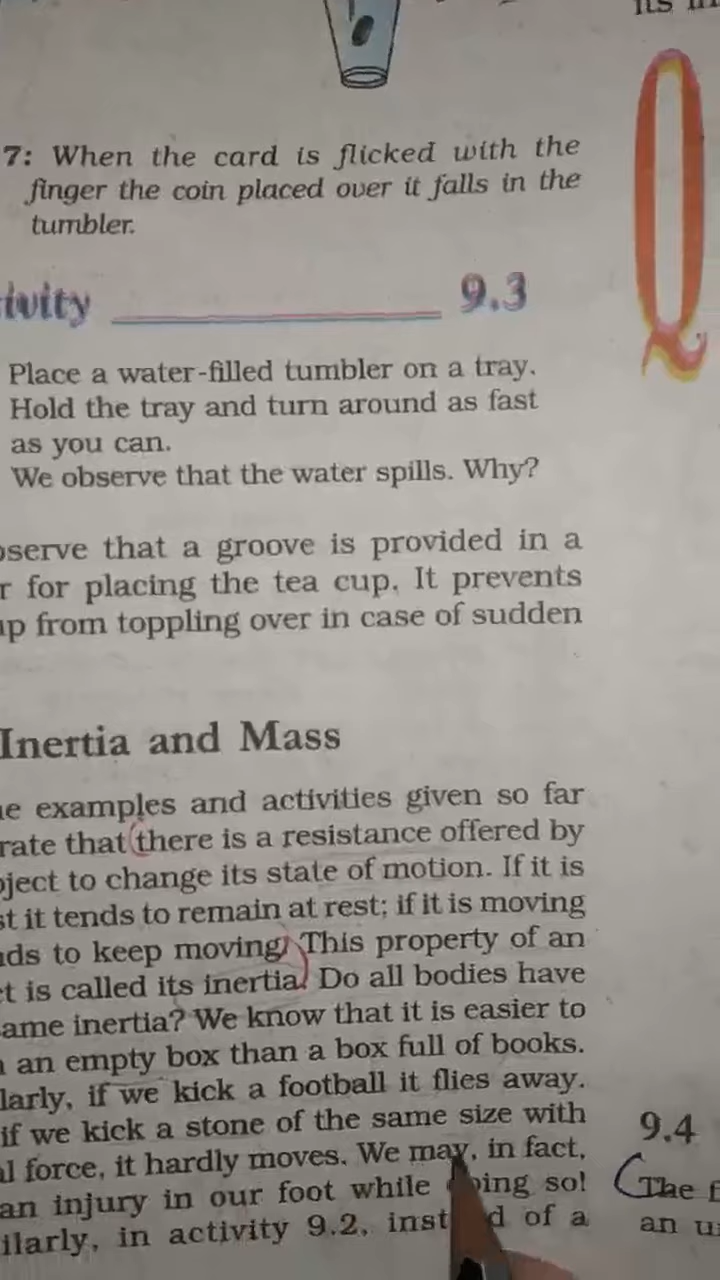 7: When the card is flicked with the
finger the coin placed over it falls in the
tumbler.
ivity 9.3
Place a water-filled tumbler on a tray.
Hold the tray and turn around as fast
as you can.
We observe that the water spills. Why?
bserve that a groove is provided in a
r for placing the tea cup. It prevents
up from toppling over in case of sudden
Inertia and Mass
e examples and activities given so far
rate that there is a resistance offered by
ject to change its state of motion. If it is
st it tends to remain at rest; if it is moving
ds to keep moving. This property of an
t is called its inertia. Do all bodies have
ame inertia? We know that it is easier to
an empty box than a box full of books.
larly, if we kick a football it flies away.
if we kick a stone of the same size with
l force, it hardly moves. We may, in fact,
an injury in our foot while so!
ilarly, in activity 9.2, of a
its
Q
9.4
The f
an u